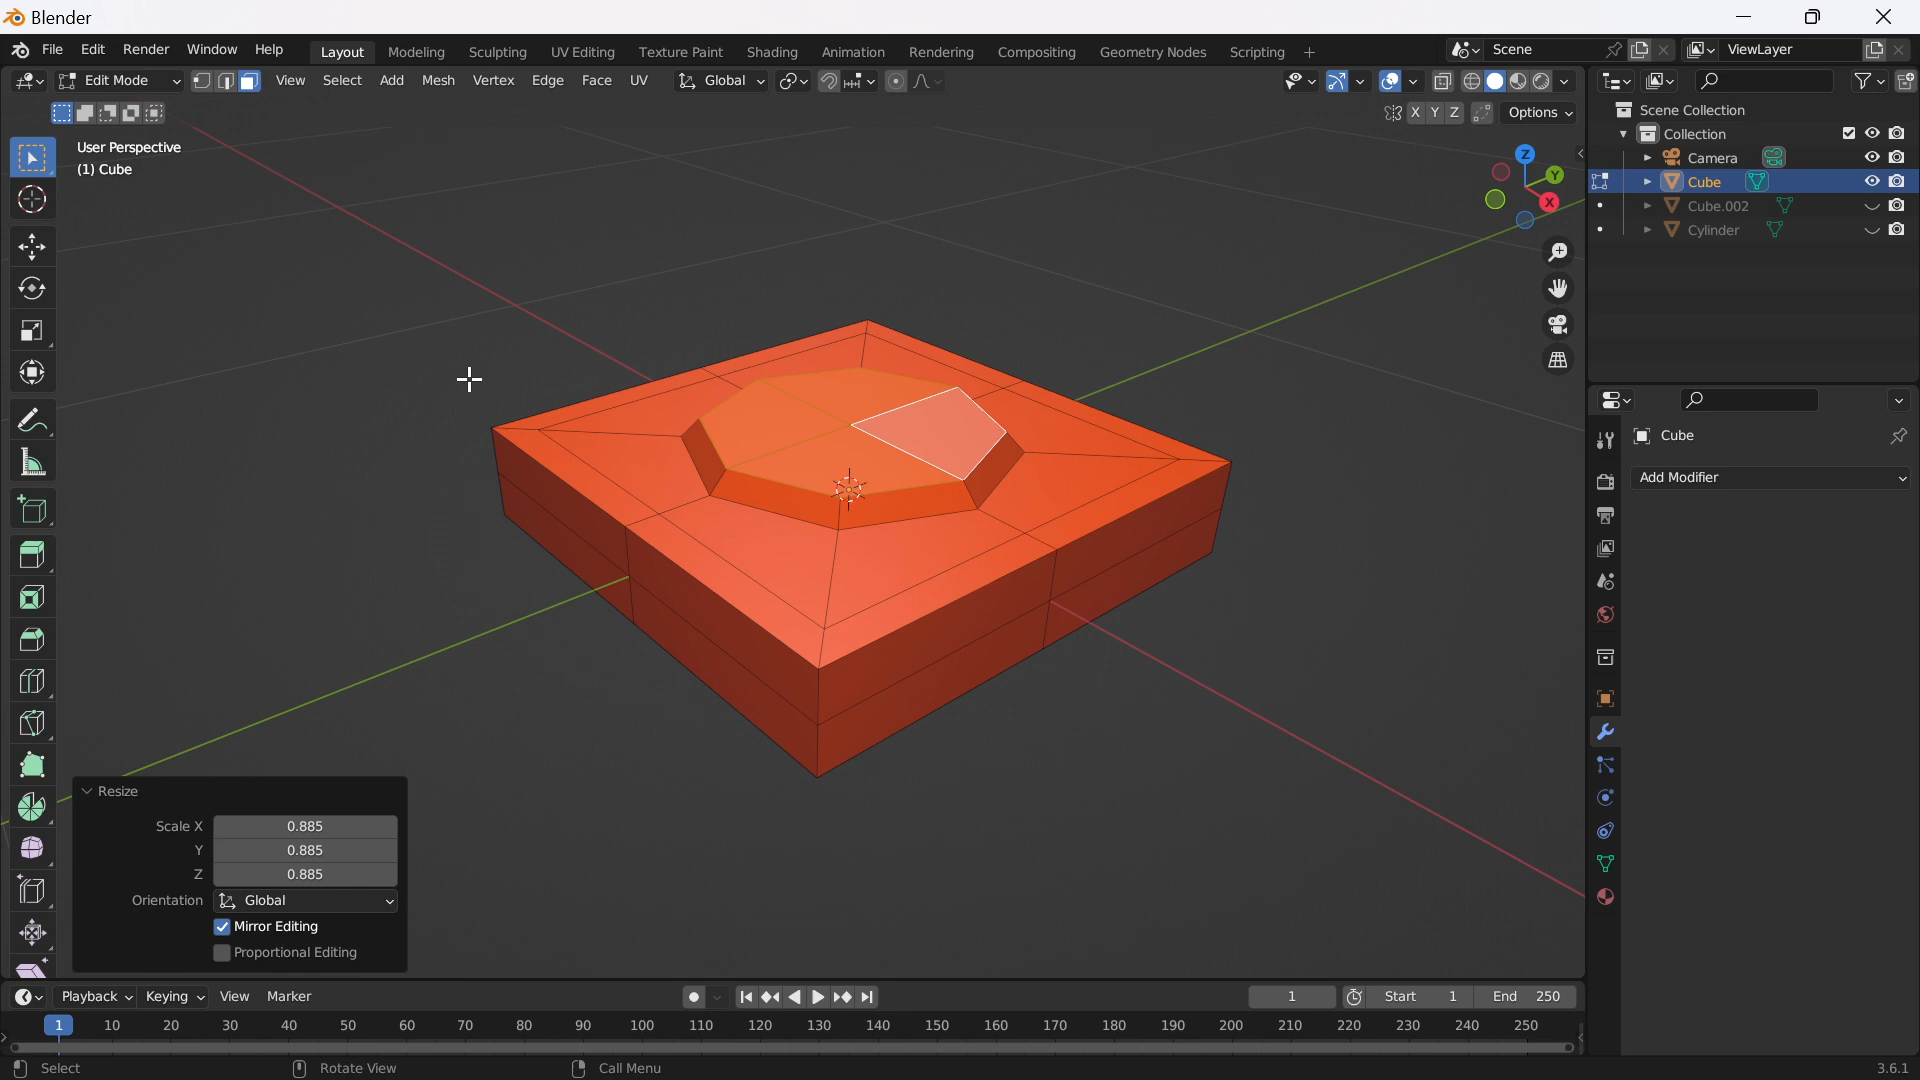 Blender
File Edit Render Window Help Layout Modeling Sculpting UV Editing Texture Paint Shading Animation Rendering Compositing Geometry Nodes Scripting + Scene ViewLayer
Edit Mode View Select Add Mesh Vertex Edge Face UV Global
X Y Z Options
User Perspective
(1) Cube
Z
Y
X
Scene Collection
Collection
Camera
Cube
Cube.002
Cylinder
Cube
Add Modifier
Resize
Scale X 0.885
Y 0.885
Z 0.885
Orientation Global
Mirror Editing
Proportional Editing
Playback Keying View Marker 1 Start 1 End 250
1 10 20 30 40 50 60 70 80 90 100 110 120 130 140 150 160 170 180 190 200 210 220 230 240 250
Select Rotate View Call Menu 3.6.1